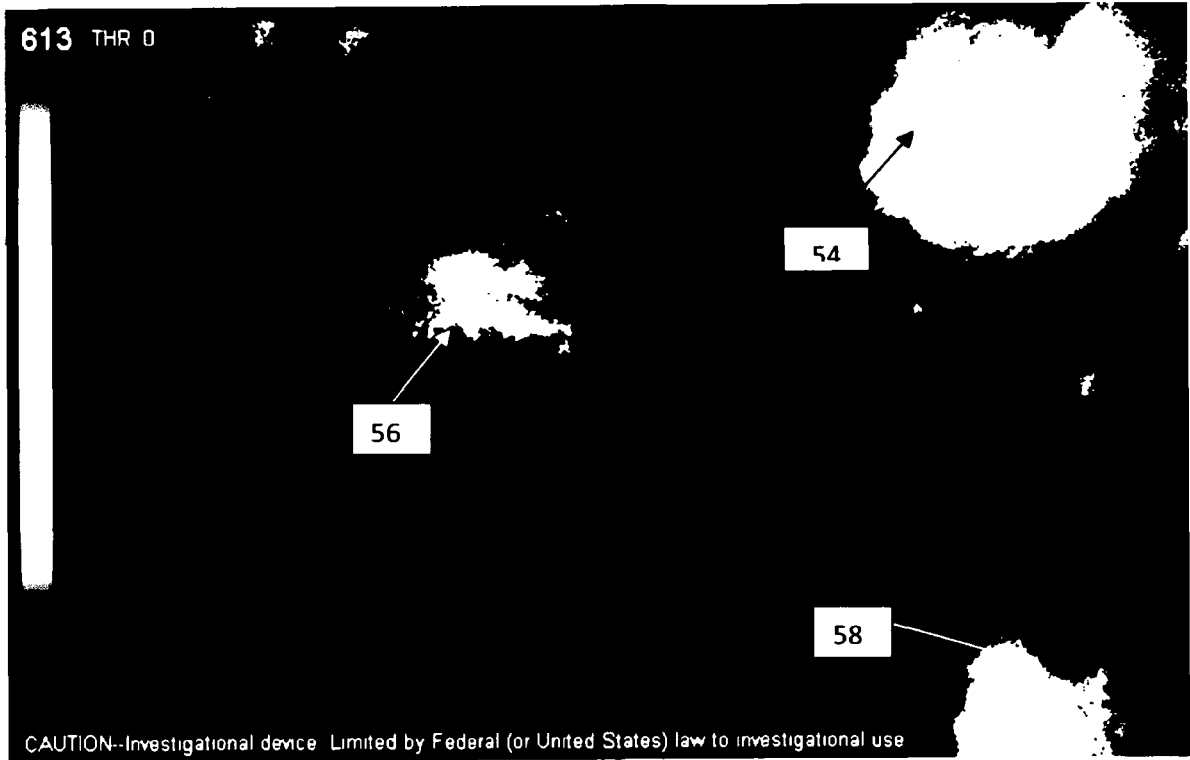 613 THR 0
54
56
58
CAUTION--Investigational device Limited by Federal (or United States) law to investigational use